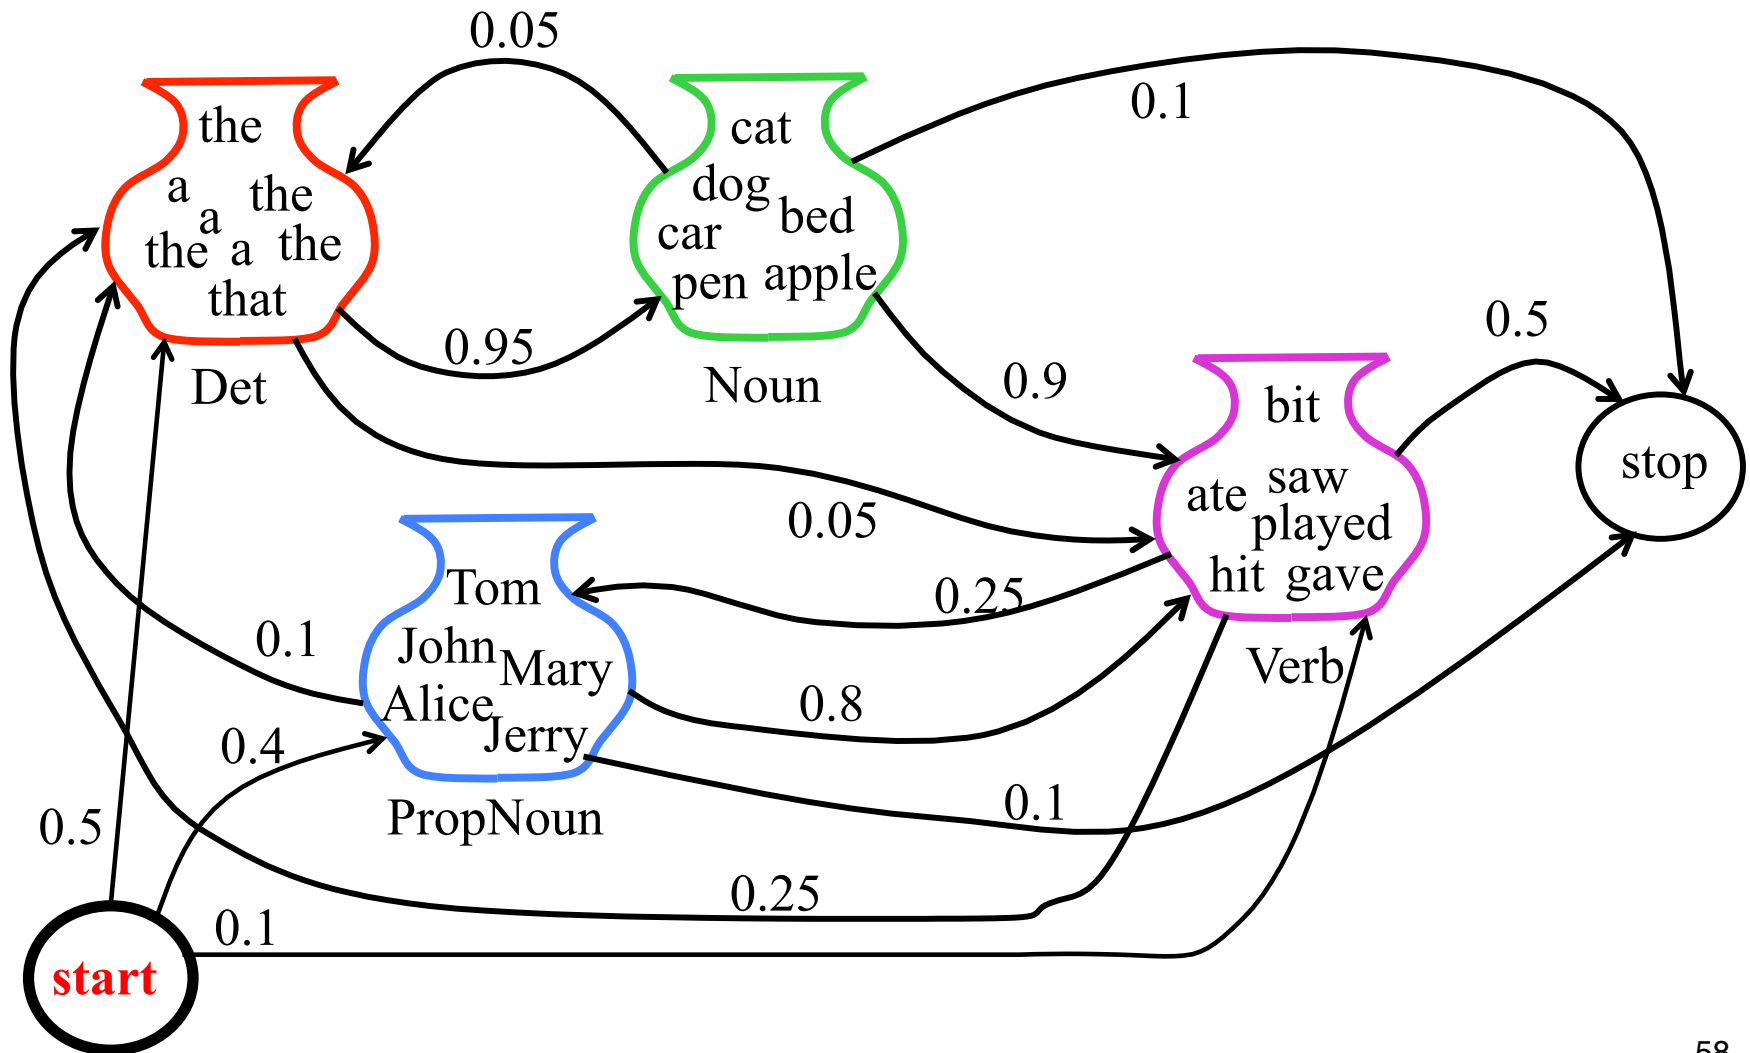 0.05
0.1
the
a
the
a
the
a
the
that
Det
cat
dog
bed
car
pen
apple
Noun
0.95
0.9
0.5
bit
saw
ate
played
hit
gave
Verb
stop
0.05
0.25
Tom
John
Mary
Alice
Jerry
PropNoun
0.1
0.8
0.4
0.1
0.5
0.25
0.1
start
58